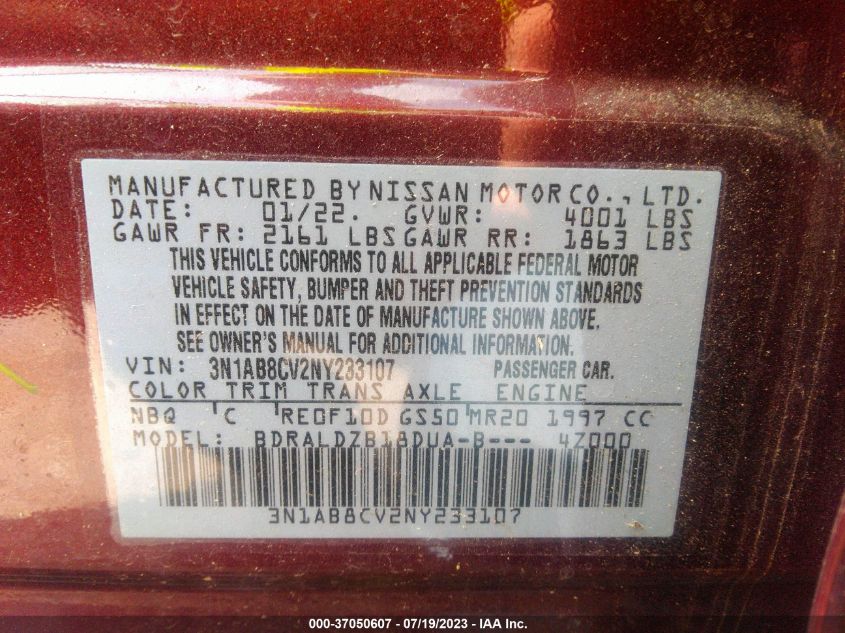 MANUFACTURED BY NISSAN MOTOR CO., LTD.
DATE: 01/22. GVWR: 4001 LBS
GAWR FR: 2161 LBS GAWR RR: 1863 LBS
THIS VEHICLE CONFORMS TO ALL APPLICABLE FEDERAL MOTOR
VEHICLE SAFETY, BUMPER AND THEFT PREVENTION STANDARDS
IN EFFECT ON THE DATE OF MANUFACTURE SHOWN ABOVE.
SEE OWNER'S MANUAL FOR ADDITIONAL INFORMATION.
VIN: 3N1AB8CV2NY233107 PASSENGER CAR.
COLOR TRIM TRANS AXLE ENGINE
NBQ C RE0F10D GS50 MR20 1997 CC
MODEL: BDRALDZB18DUA-B--- 4Z000
3N1AB8CV2NY233107
000-37050607 - 07/19/2023 - IAA Inc.